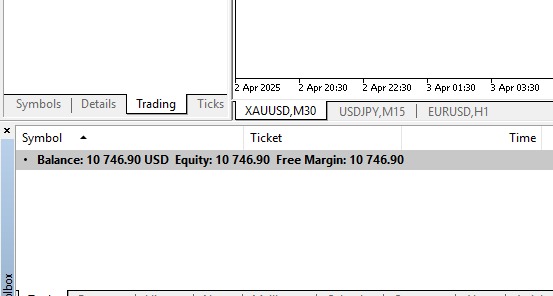 2 Apr 2025 2 Apr 20:30 2 Apr 22:30 3 Apr 01:30 3 Apr 03:30
Symbols Details Trading Ticks
XAUUSD,M30 USDJPY,M15 EURUSD,H1
Symbol Ticket Time
Balance: 10 746.90 USD Equity: 10 746.90 Free Margin: 10 746.90